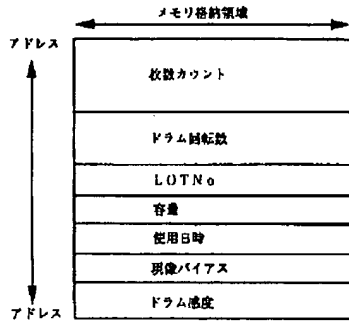 メモリ格納領域
アドレス
枚数カウント
ドラム回転数
LOTNo
容量
使用日時
現像バイアス
ドラム感度
アドレス